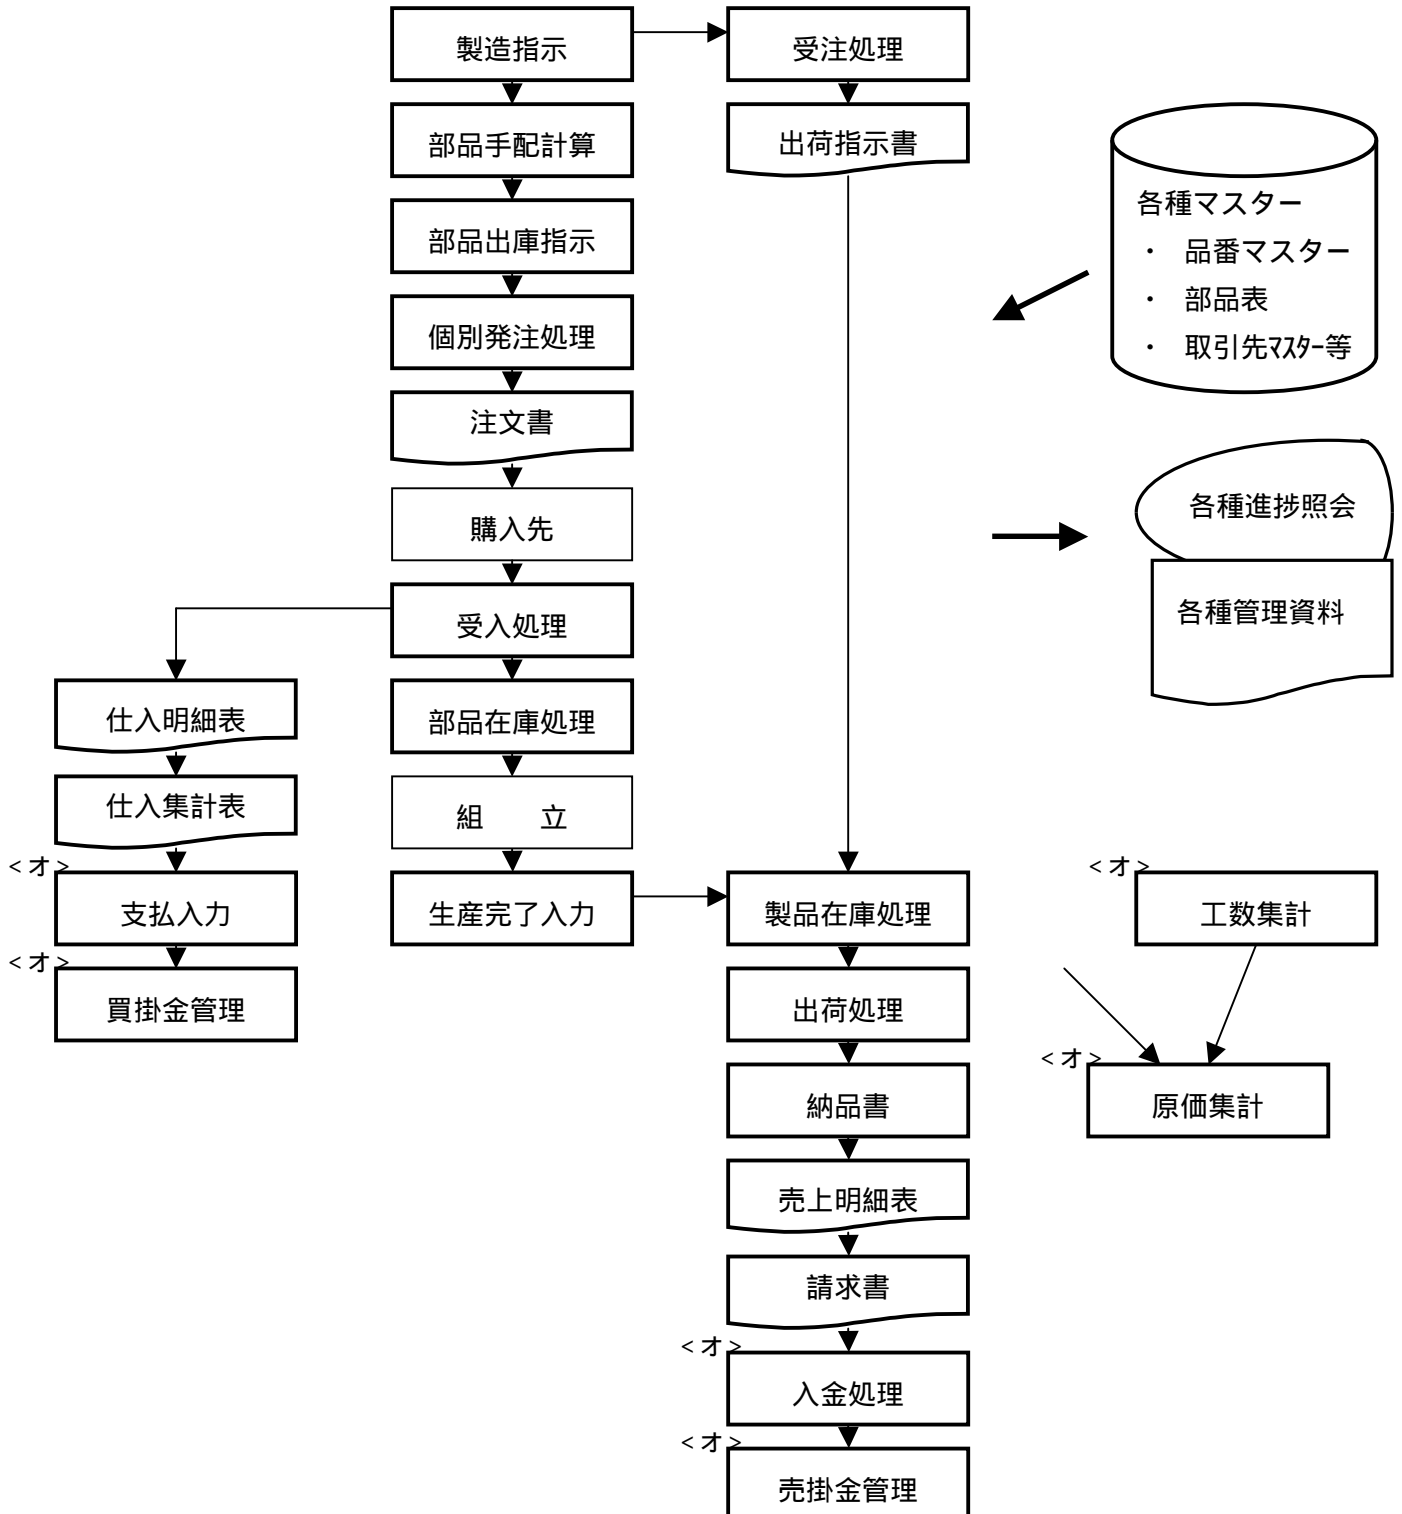 製造指示
受注処理
部品手配計算
出荷指示書
各種マスター
・ 品番マスター
・ 部品表
・ 取引先ﾏｽﾀｰ等
部品出庫指示
個別発注処理
注文書
購入先
各種進捗照会
各種管理資料
受入処理
仕入明細表
部品在庫処理
仕入集計表
組　　立
<オ>
支払入力
生産完了入力
製品在庫処理
<オ>
工数集計
<オ>
買掛金管理
出荷処理
<オ>
原価集計
納品書
売上明細表
請求書
<オ>
入金処理
<オ>
売掛金管理